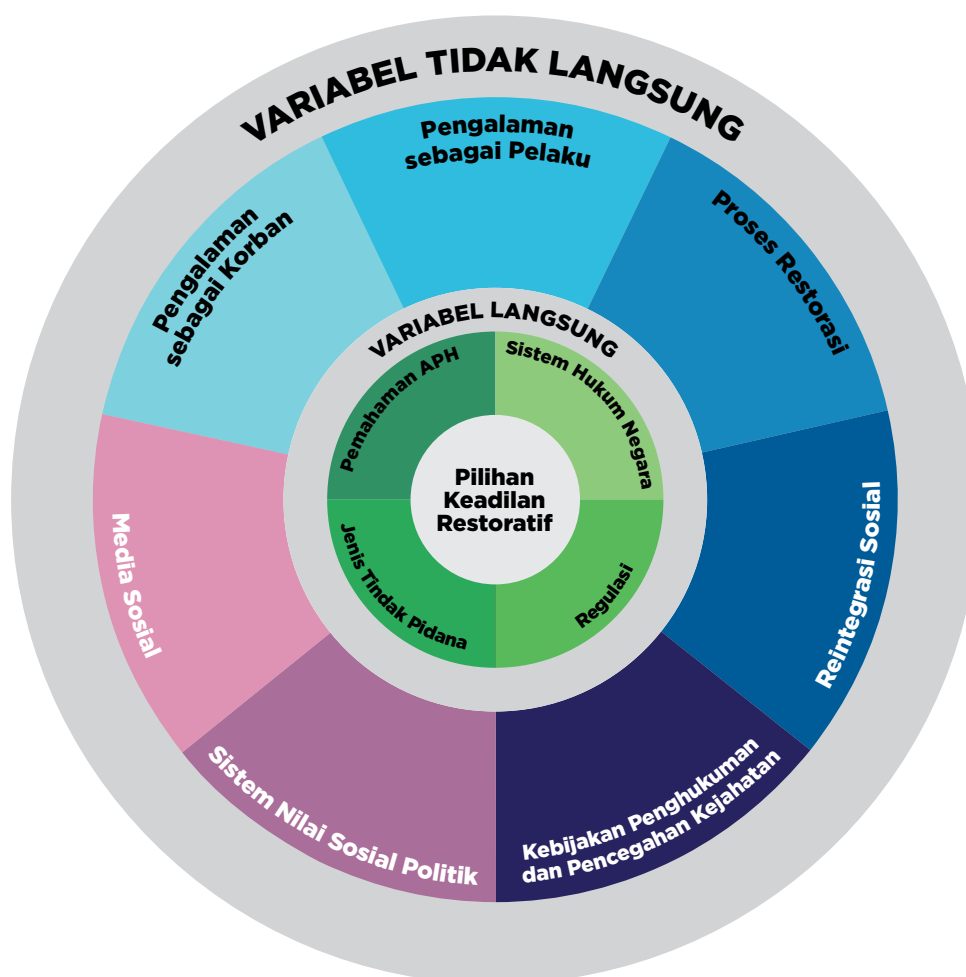 VARIABEL TIDAK LANGSUNG
Pengalaman
sebagai Pelaku
Proses Restorasi
Reintegrasi Sosial
Kebijakan Penghukuman
dan Pencegahan Kejahatan
Sistem Nilai Sosial Politik
Media Sosial
Pengalaman
sebagai Korban
VARIABEL LANGSUNG
Pemahaman APH
Sistem Hukum Negara
Regulasi
Jenis Tindak Pidana
Pilihan
Keadilan
Restoratif